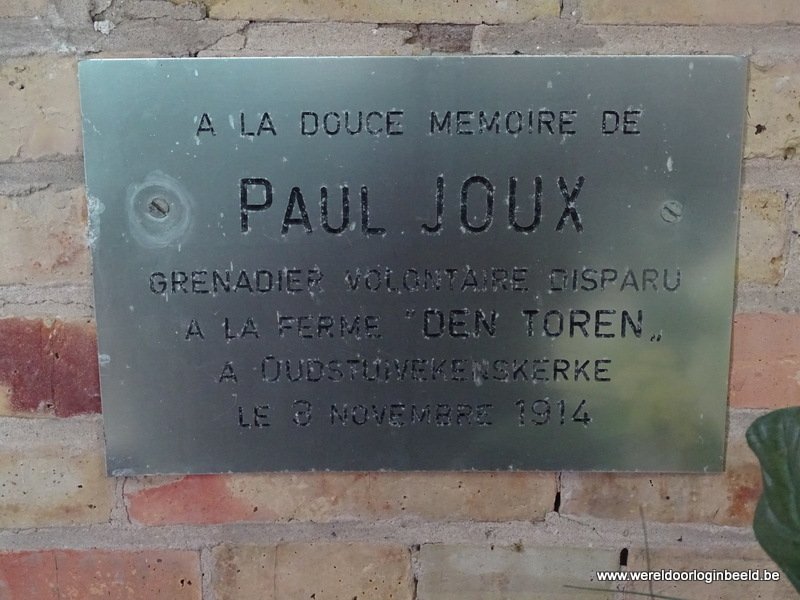 A LA DOUCE MEMOIRE DE
PAUL JOUX
GRENADIER VOLONTAIRE DISPARU
A LA FERME "DEN TOREN„
A OUDSTUIVEKENSKERKE
LE 3 NOVEMBRE 1914
www.wereldoorloginbeeld.be